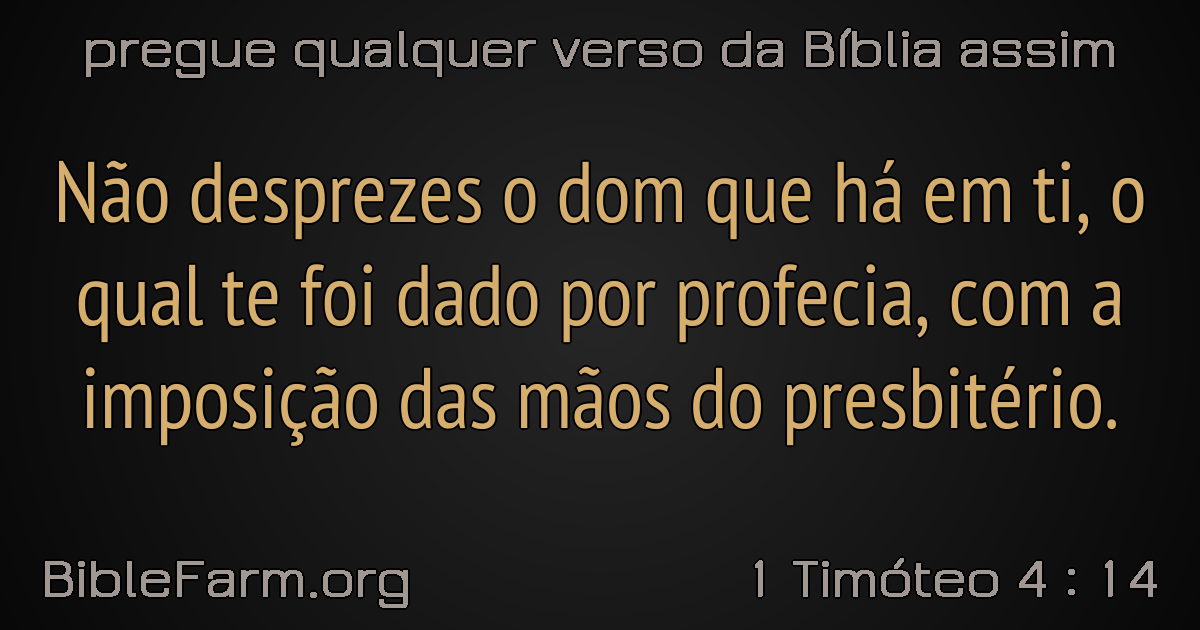 pregue qualquer verso da Bíblia assim
Não desprezes o dom que há em ti, o
qual te foi dado por profecia, com a
imposição das mãos do presbitério.
BibleFarm.org
1 Timóteo 4 : 14